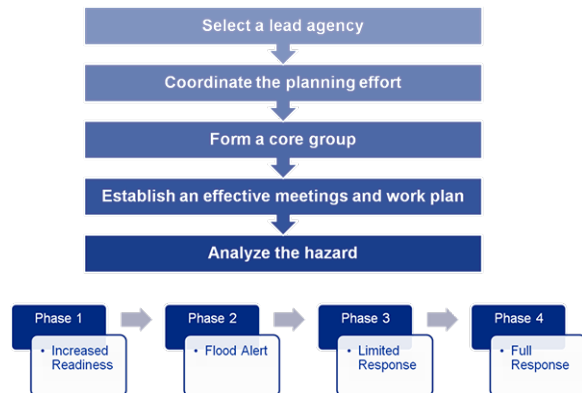 Select a lead agency
Coordinate the planning effort
Form a core group
Establish an effective meetings and work plan
Analyze the hazard
Phase 1
• Increased
Readiness
Phase 2
• Flood Alert
Phase 3
• Limited
Response
Phase 4
• Full
Response